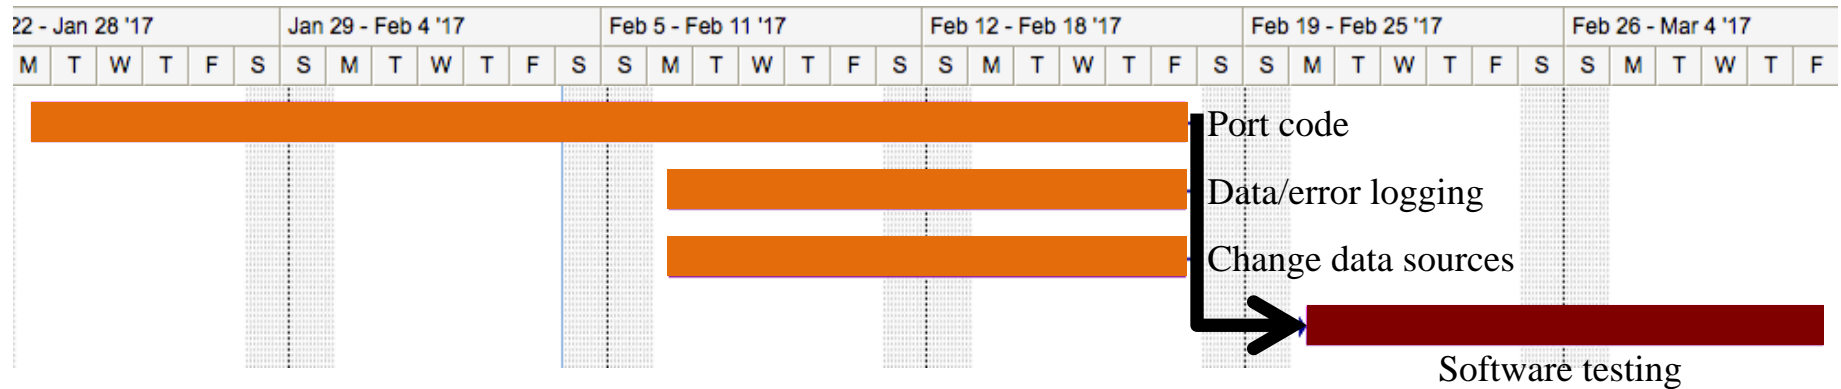 22 - Jan 28 '17 Jan 29 - Feb 4 '17 Feb 5 - Feb 11 '17 Feb 12 - Feb 18 '17 Feb 19 - Feb 25 '17 Feb 26 - Mar 4 '17
M T W T F S S M T W T F S S M T W T F S S M T W T F S S M T W T F S S M T W T F
Port code
Data/error logging
Change data sources
Software testing